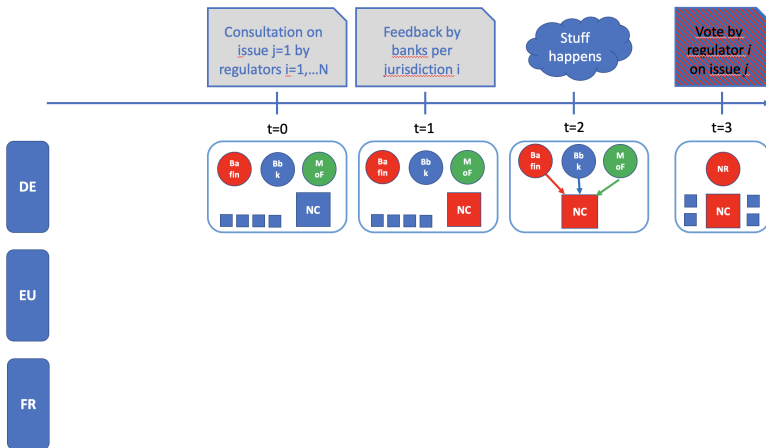 Consultation on
issue j=1 by
regulators i=1,...N
Feedback by
banks per
jurisdiction i
Stuff
happens
Vote by
regulator i
on issue j
t=0
t=1
t=2
t=3
DE
Ba
fin
Bb
k
M
oF
NC
Ba
fin
Bb
k
M
oF
NC
Ba
fin
Bb
k
M
oF
NC
NR
NC
EU
FR